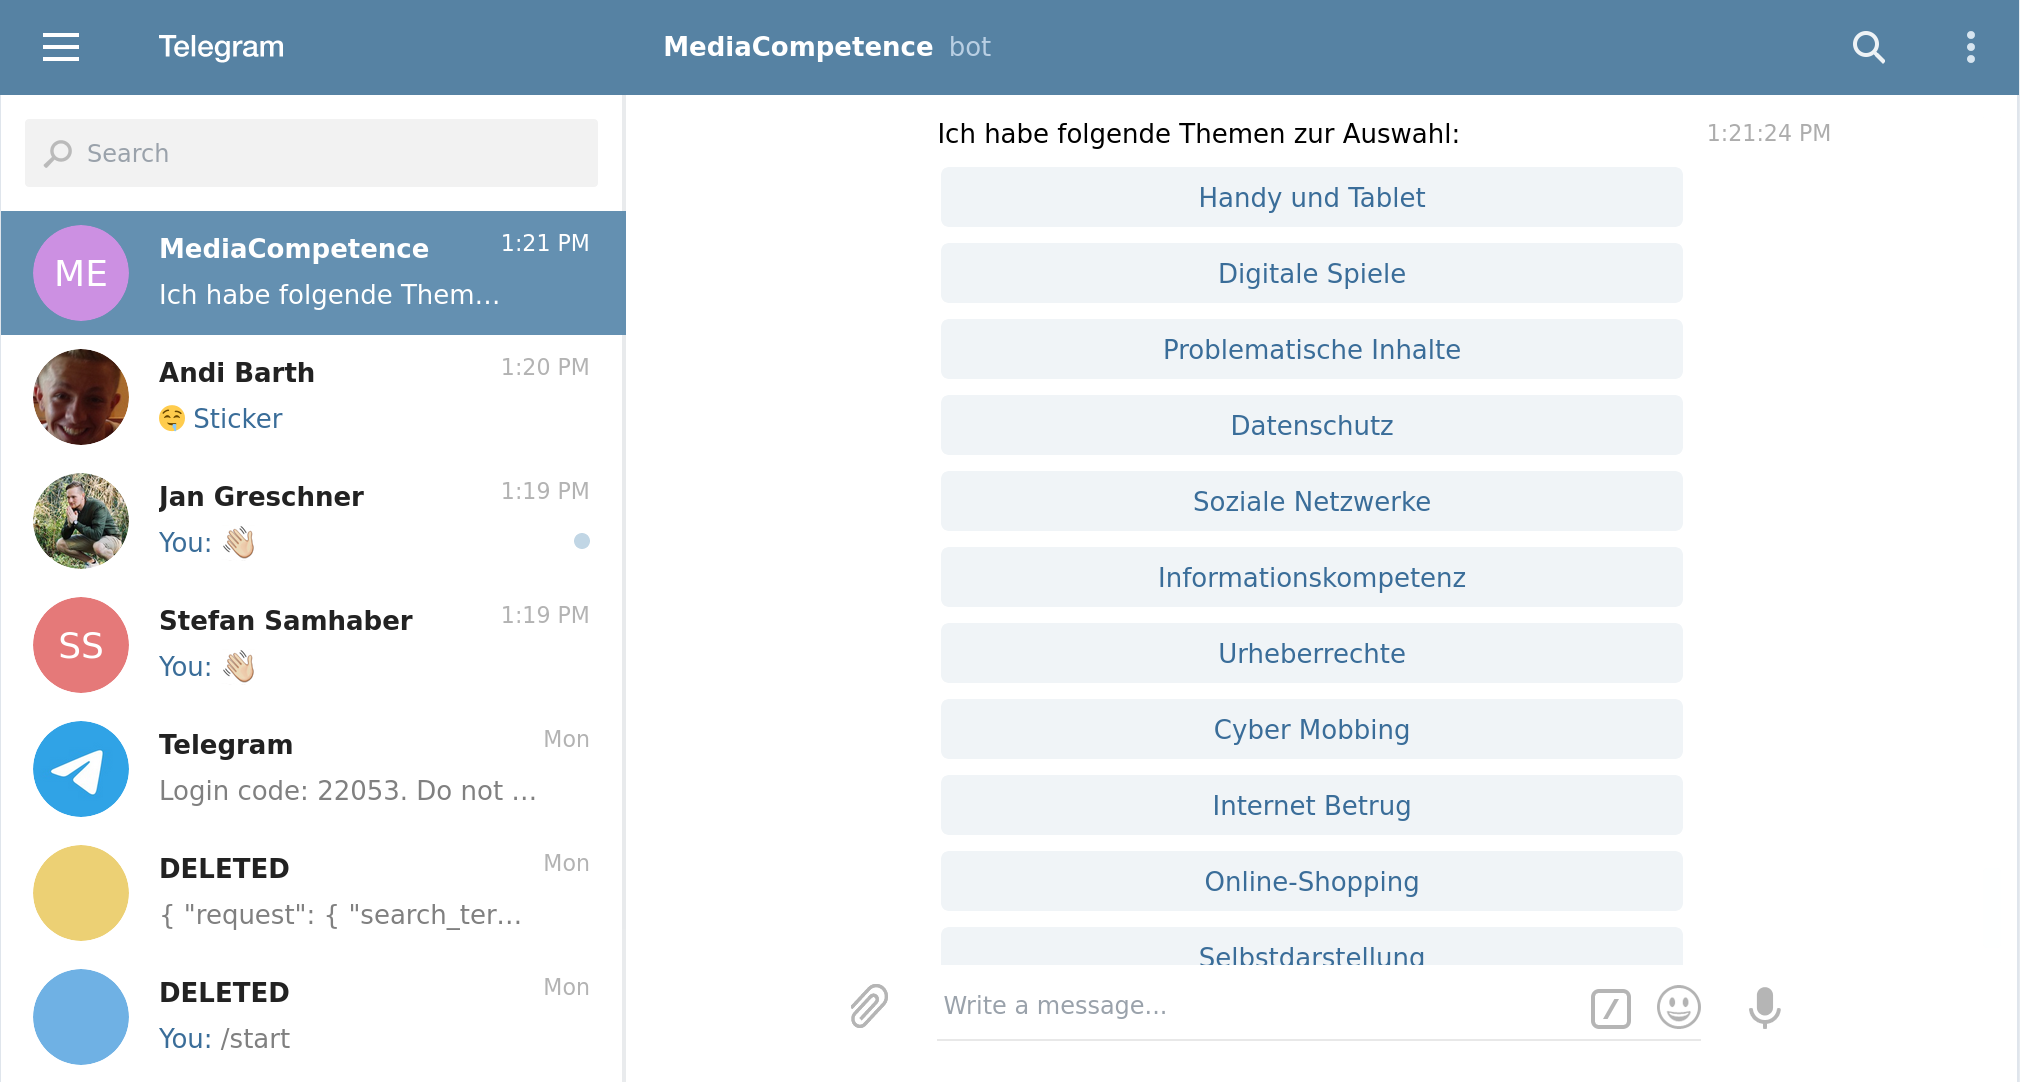 Telegram
MediaCompetence bot
Search
MediaCompetence 1:21 PM
Ich habe folgende Them...
ME
Andi Barth 1:20 PM
Sticker
Jan Greschner 1:19 PM
You: 👋🏻
Stefan Samhaber 1:19 PM
SS
You: 👋🏻
Telegram Mon
Login code: 22053. Do not ...
DELETED Mon
{ "request": { "search_ter...
DELETED Mon
You: /start
Ich habe folgende Themen zur Auswahl: 1:21:24 PM
Handy und Tablet
Digitale Spiele
Problematische Inhalte
Datenschutz
Soziale Netzwerke
Informationskompetenz
Urheberrechte
Cyber Mobbing
Internet Betrug
Online-Shopping
Selbstdarstellung
Write a message...